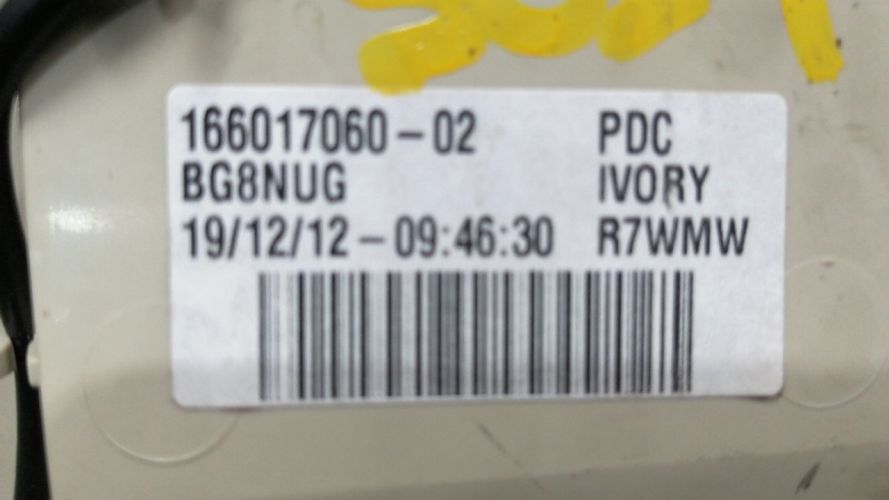 166017060-02 PDC
BG8NUG IVORY
19/12/12-09:46:30 R7WMW